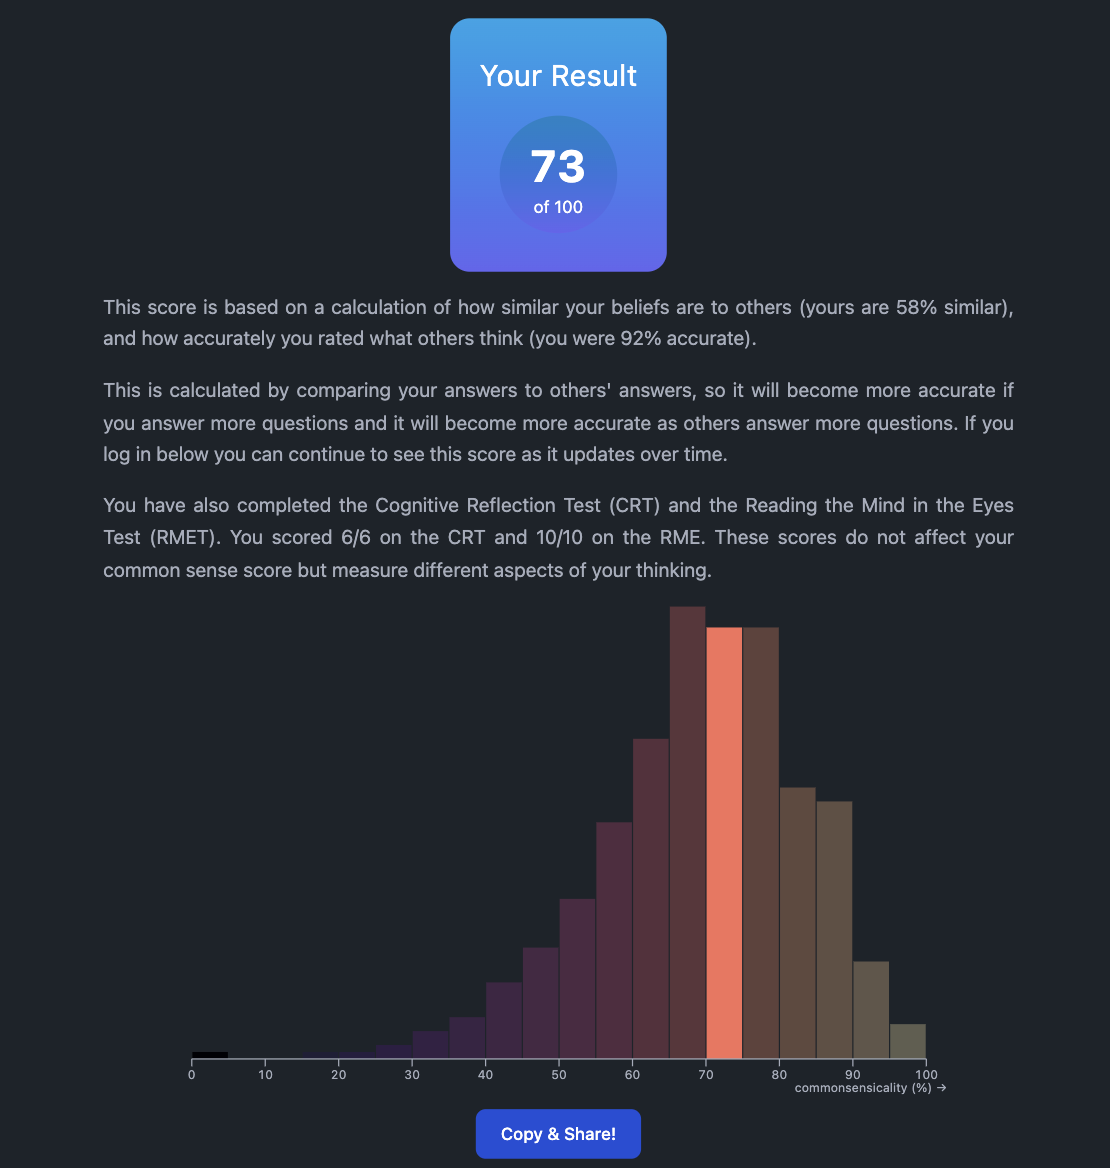 Your Result
73
of 100
This score is based on a calculation of how similar your beliefs are to others (yours are 58% similar),
and how accurately you rated what others think (you were 92% accurate).
This is calculated by comparing your answers to others' answers, so it will become more accurate if
you answer more questions and it will become more accurate as others answer more questions. If you
log in below you can continue to see this score as it updates over time.
You have also completed the Cognitive Reflection Test (CRT) and the Reading the Mind in the Eyes
Test (RMET). You scored 6/6 on the CRT and 10/10 on the RME. These scores do not affect your
common sense score but measure different aspects of your thinking.
0 10 20 30 40 50 60 70 80 90 100
commonsensicality (%) →
Copy & Share!